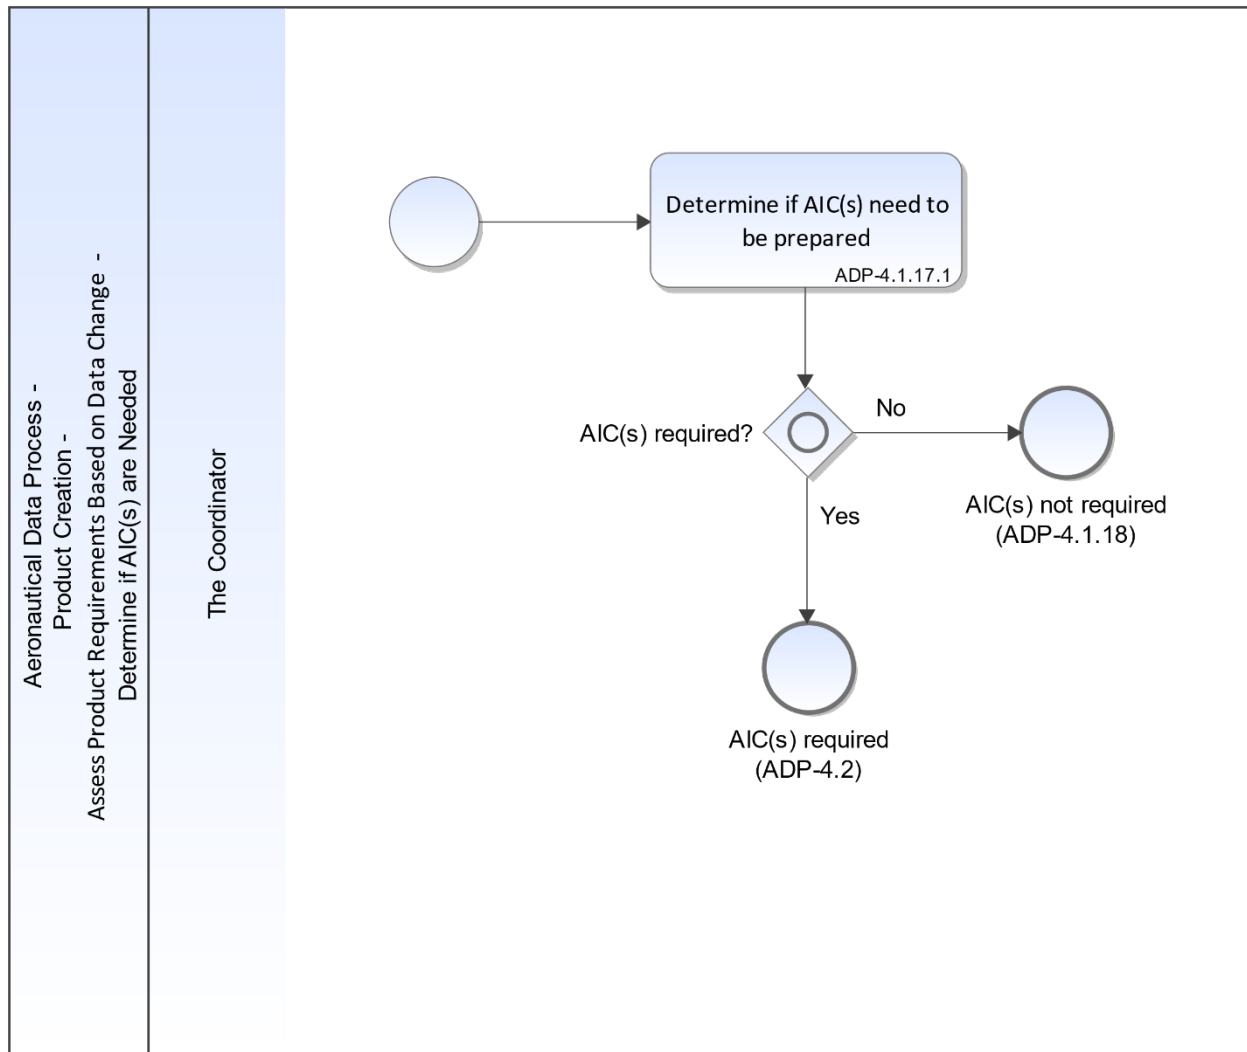 Aeronautical Data Process -
Product Creation -
Assess Product Requirements Based on Data Change -
Determine if AIC(s) are Needed
The Coordinator
Determine if AIC(s) need to
be prepared
ADP-4.1.17.1
AIC(s) required?
No
Yes
AIC(s) not required
(ADP-4.1.18)
AIC(s) required
(ADP-4.2)